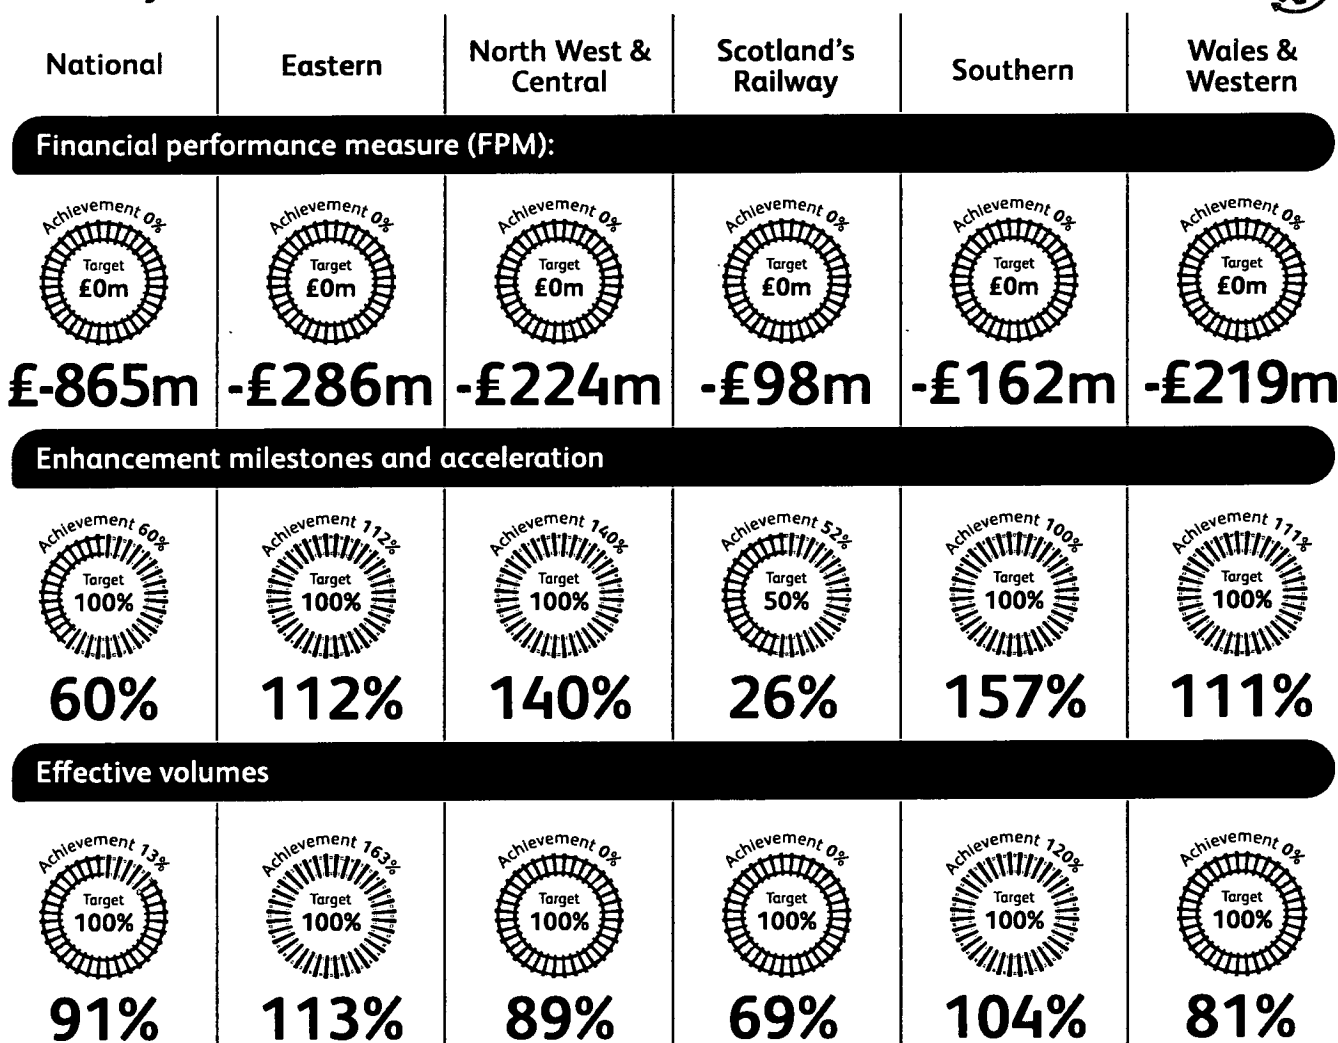 National
Eastern
North West &
Central
Scotland's
Railway
Southern
Wales &
Western
Financial performance measure (FPM):
Achievement 0%
Target
£0m
£-865m
Achievement 0%
Target
£0m
-£286m
Achievement 0%
Target
£0m
-£224m
Achievement 0%
Target
£0m
-£98m
Achievement 0%
Target
£0m
-£162m
Achievement 0%
Target
£0m
-£219m
Enhancement milestones and acceleration
Achievement 60%
Target
100%
60%
Achievement 112%
Target
100%
112%
Achievement 140%
Target
100%
140%
Achievement 52%
Target
50%
26%
Achievement 100%
Target
100%
157%
Achievement 111%
Target
100%
111%
Effective volumes
Achievement 13%
Target
100%
91%
Achievement 163%
Target
100%
113%
Achievement 0%
Target
100%
89%
Achievement 0%
Target
100%
69%
Achievement 120%
Target
100%
104%
Achievement 0%
Target
100%
81%